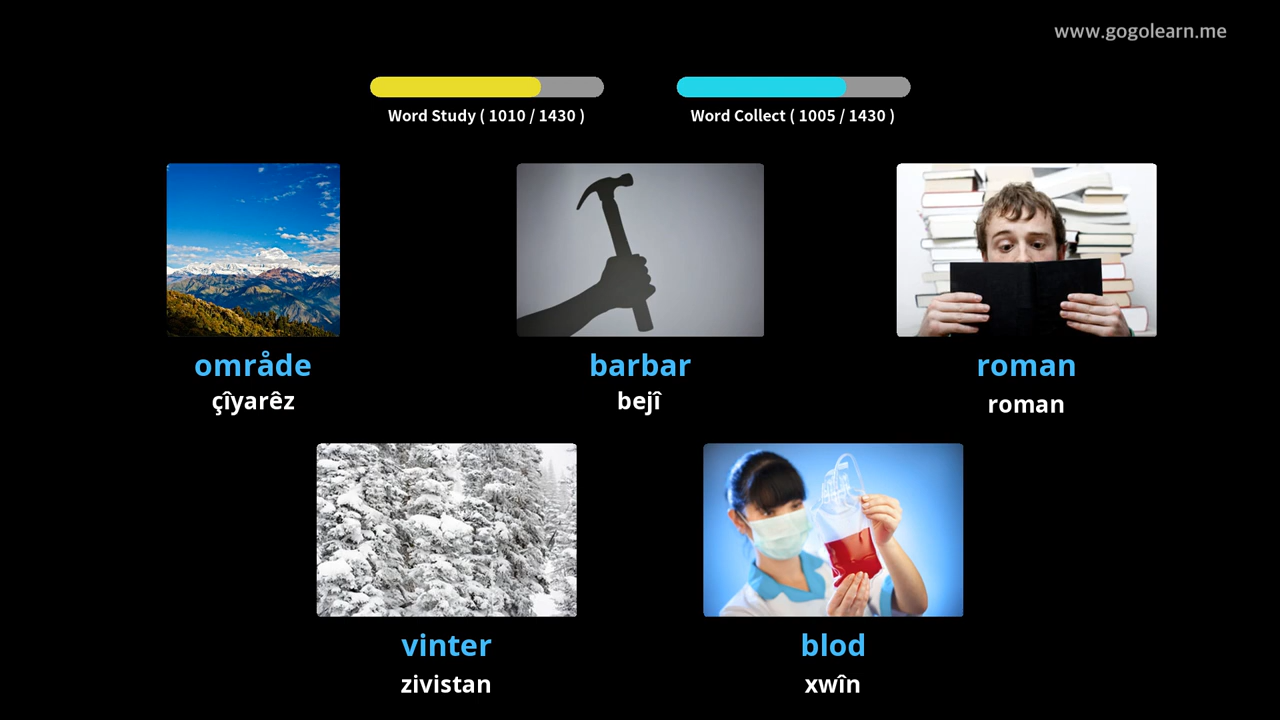 www.gogolearn.me
Word Study ( 1010 / 1430 )
Word Collect ( 1005 / 1430 )
område
çîyarêz
barbar
bejî
roman
roman
vinter
zivistan
blod
xwîn